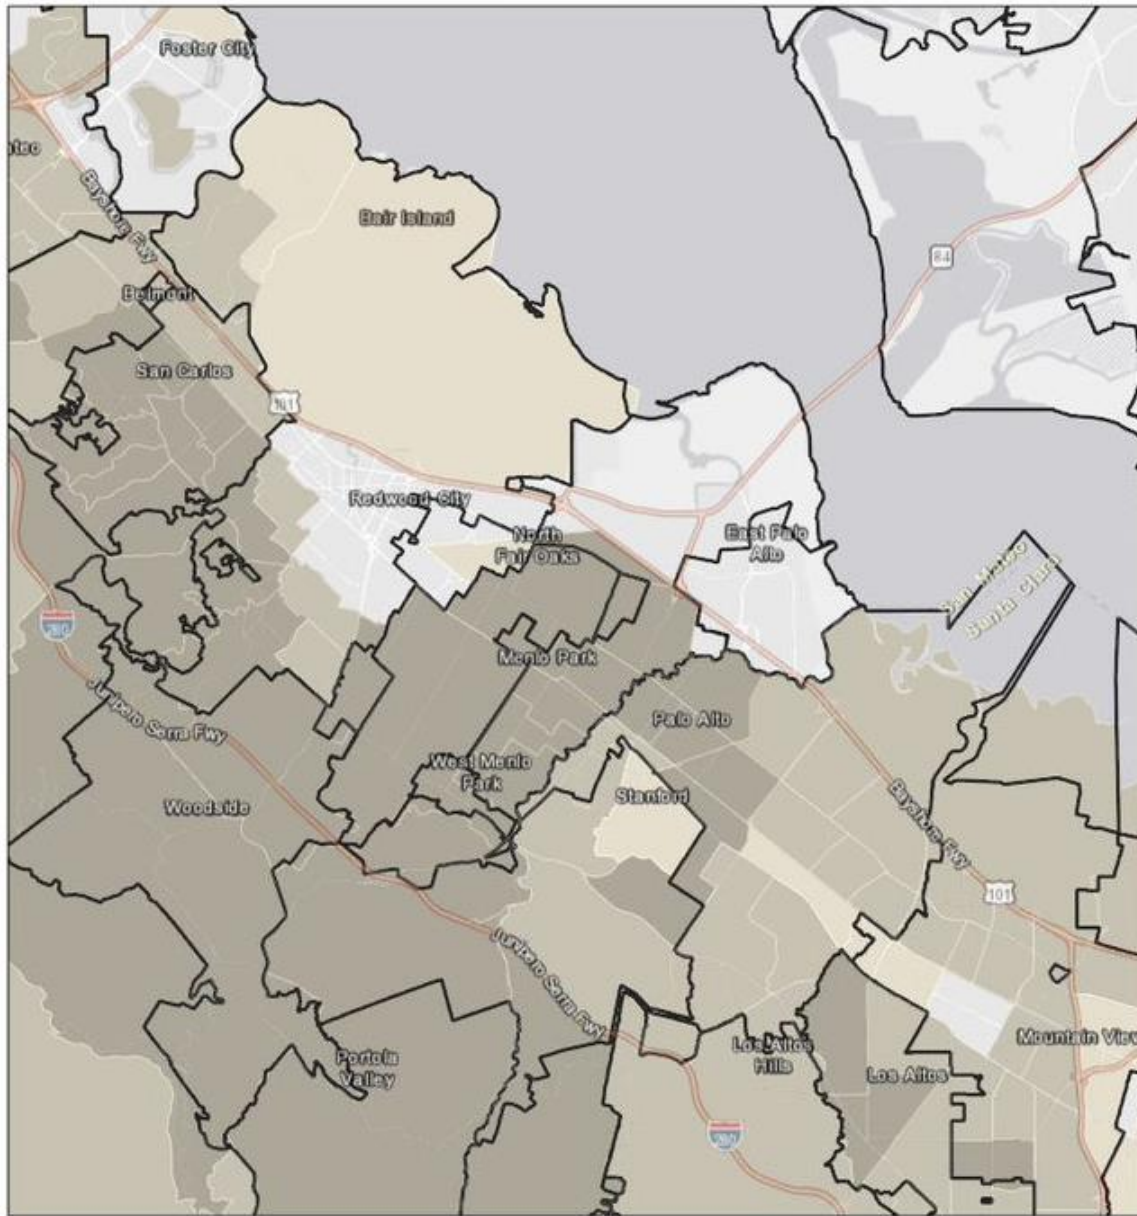 Foster City
ateo
Bayshore Fwy
Bair Island
84
Belmont
San Carlos
101
Redwood City
North
Fair Oaks
East Palo
Alto
San Mateo
Santa Clara
280
Menlo Park
Junipero Serra Fwy
Palo Alto
West Menlo
Park
Stanford
Woodside
Bayshore Fwy
101
Junipero Serra Fwy
Portola
Valley
Los Altos
Hills
Los Altos
Mountain View
280